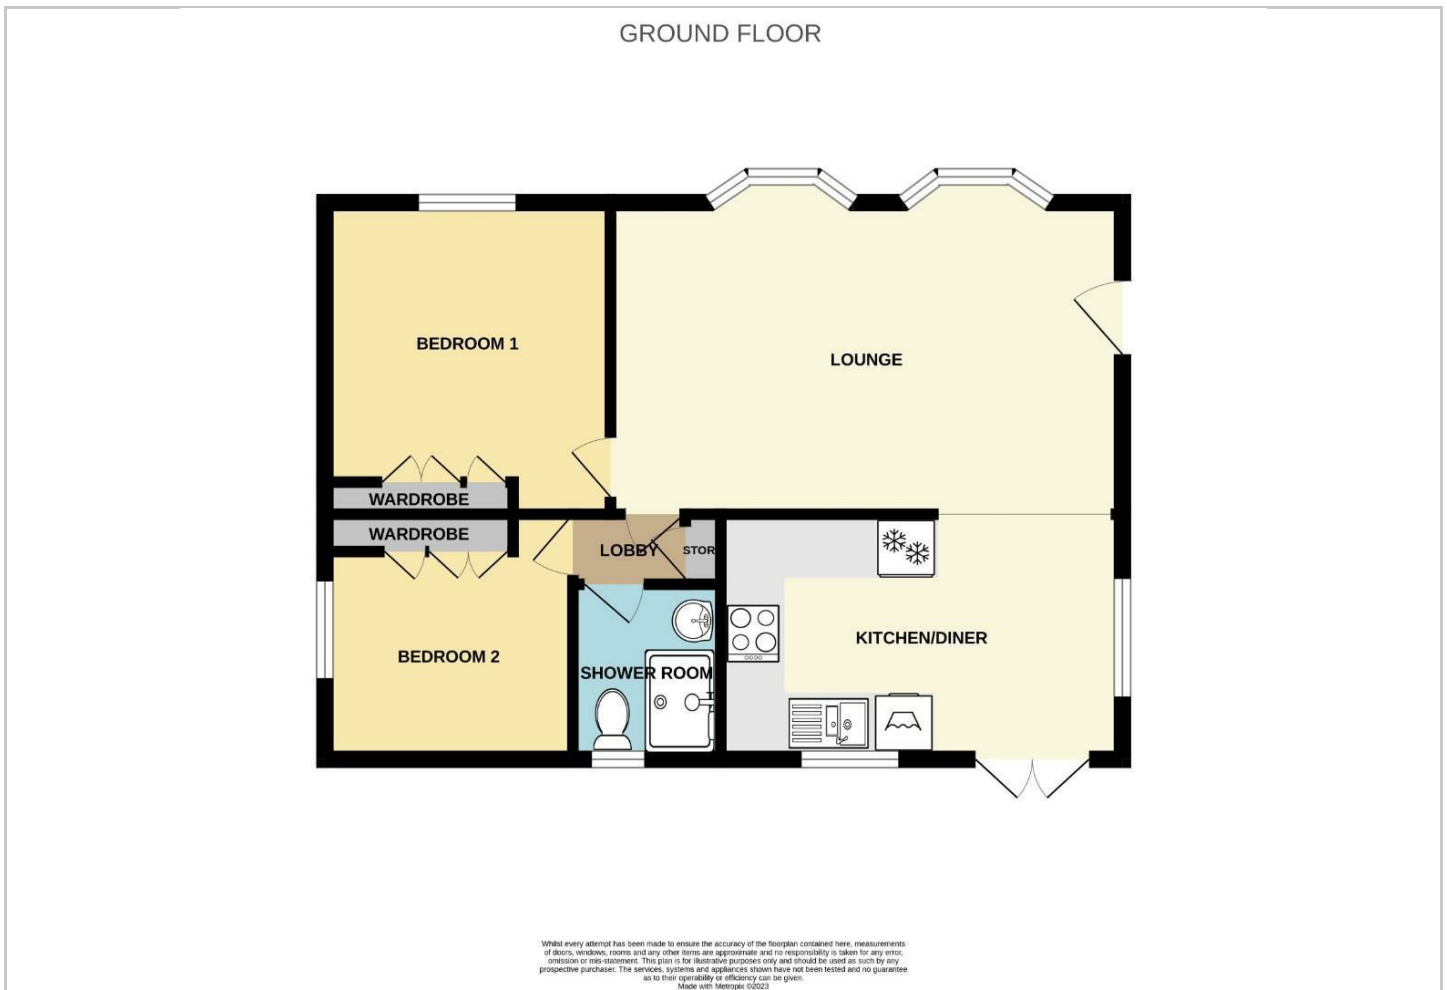 GROUND FLOOR
BEDROOM 1
LOUNGE
WARDROBE
WARDROBE
LOBBY
STOR
KITCHEN/DINER
BEDROOM 2
SHOWER ROOM
Whilst every attempt has been made to ensure the accuracy of the floorplan contained here, measurements
of doors, windows, rooms and any other items are approximate and no responsibility is taken for any error,
omission or mis-statement. This plan is for illustrative purposes only and should be used as such by any
prospective purchaser. The services, systems and appliances shown have not been tested and no guarantee
as to their operability or efficiency can be given.
Made with Metropix ©2023